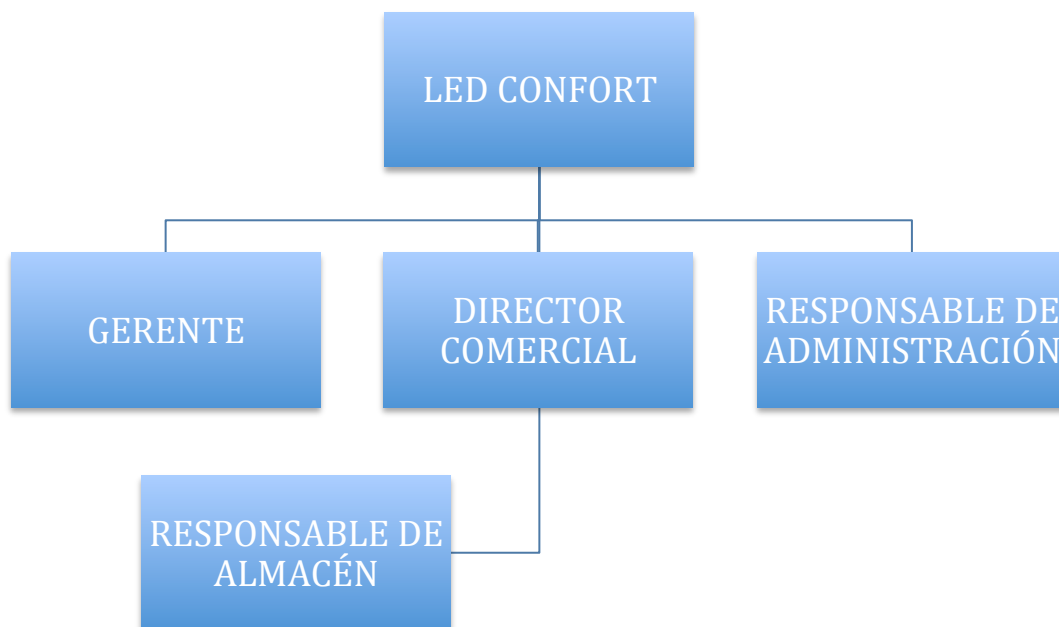 LED CONFORT
GERENTE
DIRECTOR
COMERCIAL
RESPONSABLE DE
ADMINISTRACIÓN
RESPONSABLE DE
ALMACÉN